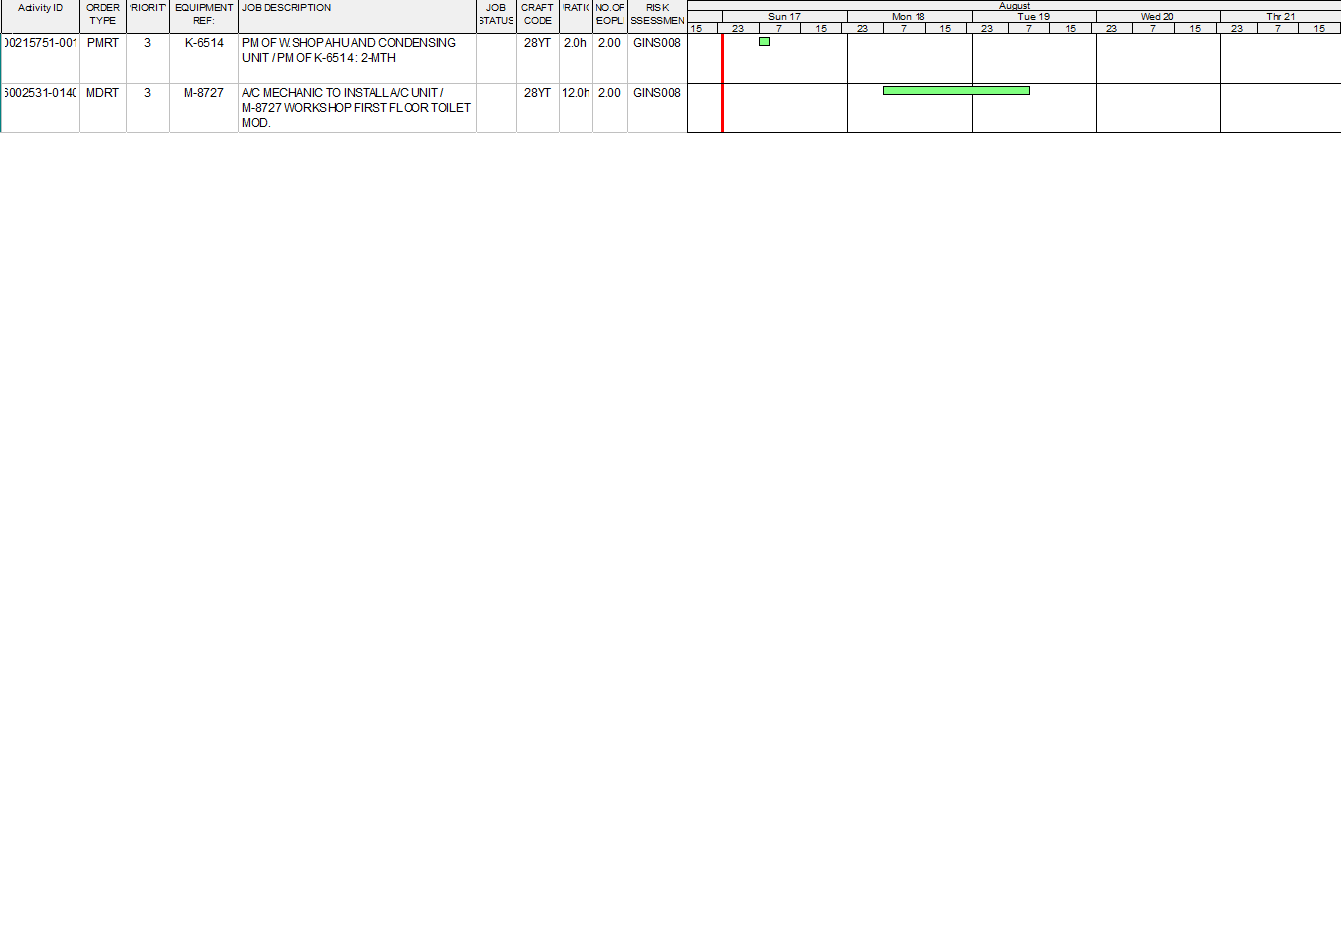 August
Activity ID ORDER TYPE RIORIT EQUIPMENT REF: JOB DESCRIPTION JOB STATUS CRAFT CODE RATIO NO.OF EOPL RISK SSESSMEN
Sun 17 Mon 18 Tue 19 Wed 20 Thr 21
15 23 7 15 23 7 15 23 7 15 23 7 15 23 7 15
00215751-001 PMRT 3 K-6514 PM OF W.SHOP AHU AND CONDENSING 28YT 2.0h 2.00 GINS008
UNIT / PM OF K-6514 : 2-MTH
6002531-0140 MDRT 3 M-8727 A/C MECHANIC TO INSTALL A/C UNIT / 28YT 12.0h 2.00 GINS008
M-8727 WORKSHOP FIRST FLOOR TOILET
MOD.